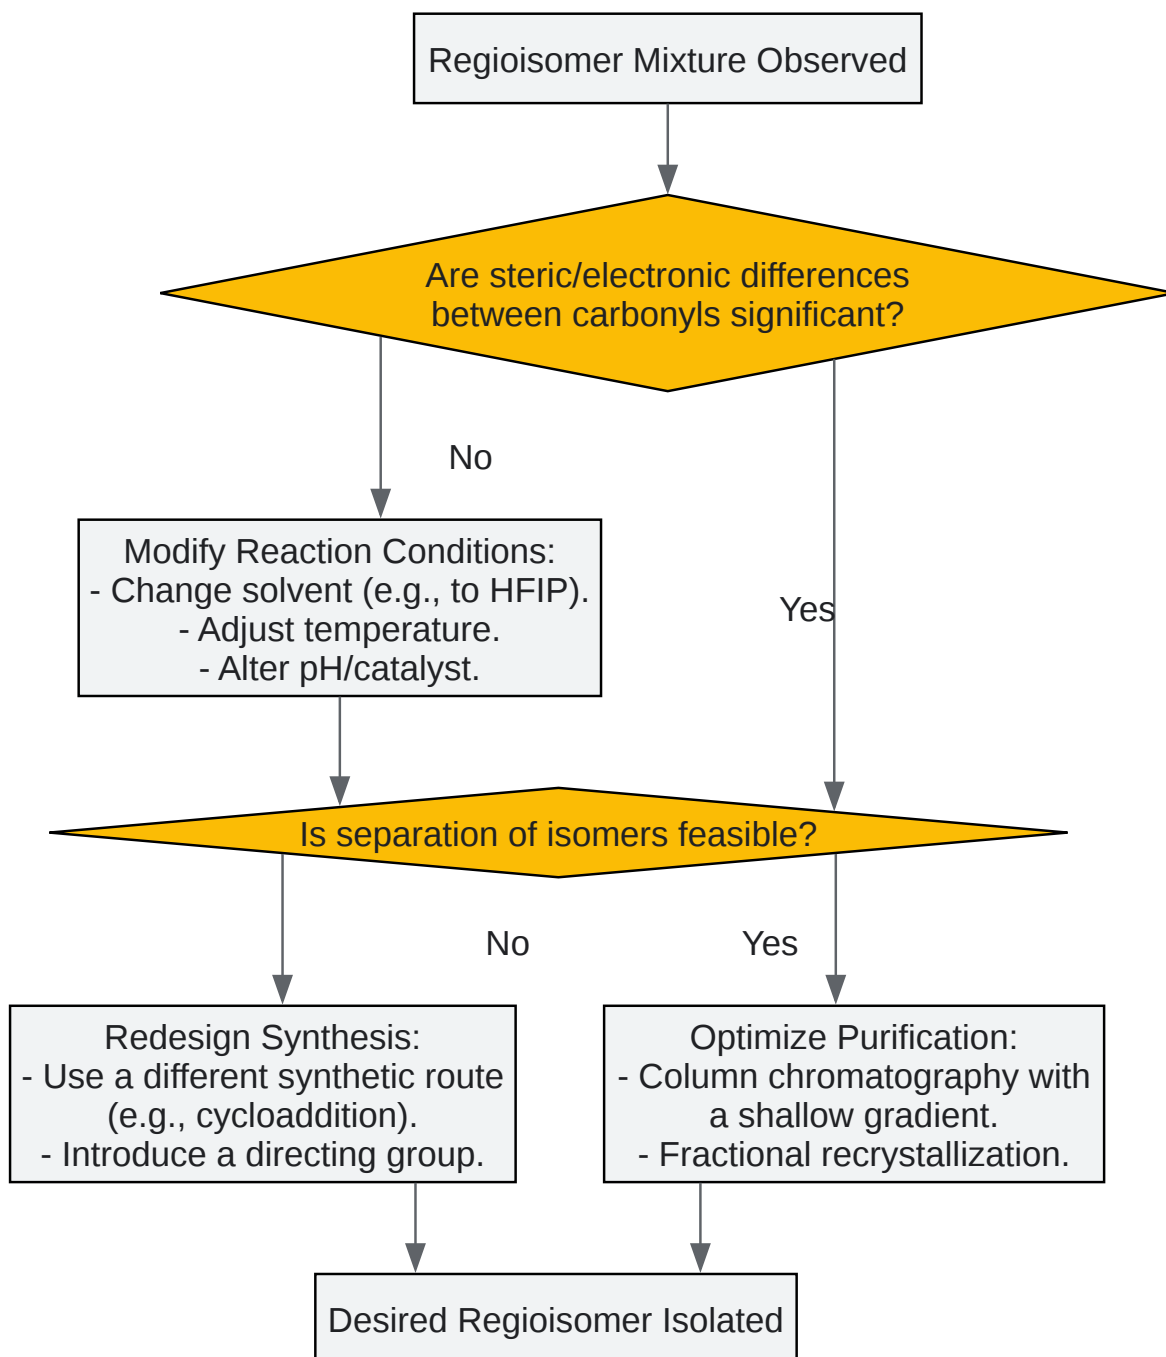 Regioisomer Mixture Observed
Are steric/electronic differences
between carbonyls significant?
No
Modify Reaction Conditions:
- Change solvent (e.g., to HFIP).
- Adjust temperature.
- Alter pH/catalyst.
Yes
Is separation of isomers feasible?
No
Yes
Redesign Synthesis:
- Use a different synthetic route
(e.g., cycloaddition).
- Introduce a directing group.
Optimize Purification:
- Column chromatography with
a shallow gradient.
- Fractional recrystallization.
Desired Regioisomer Isolated